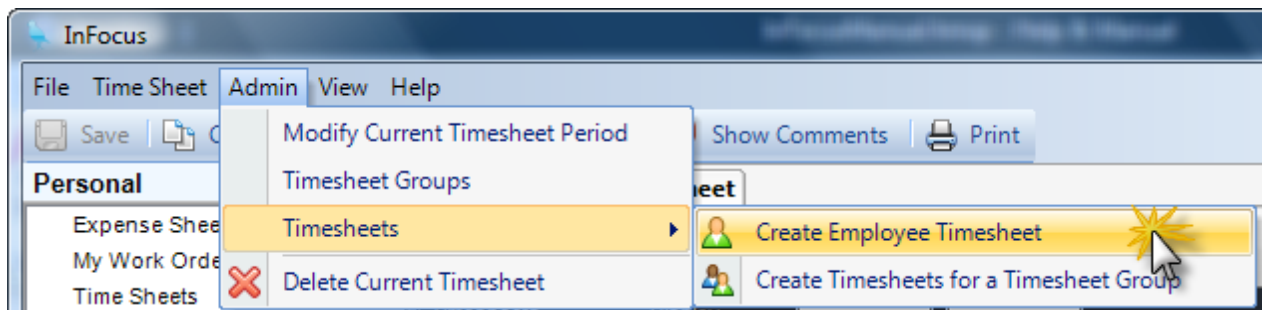 InFocus
File Time Sheet Admin View Help
Save Show Comments Print
Modify Current Timesheet Period
Personal
Timesheet Groups
Expense Shee
Timesheets
Create Employee Timesheet
My Work Orde
Time Sheets
Delete Current Timesheet
Create Timesheets for a Timesheet Group